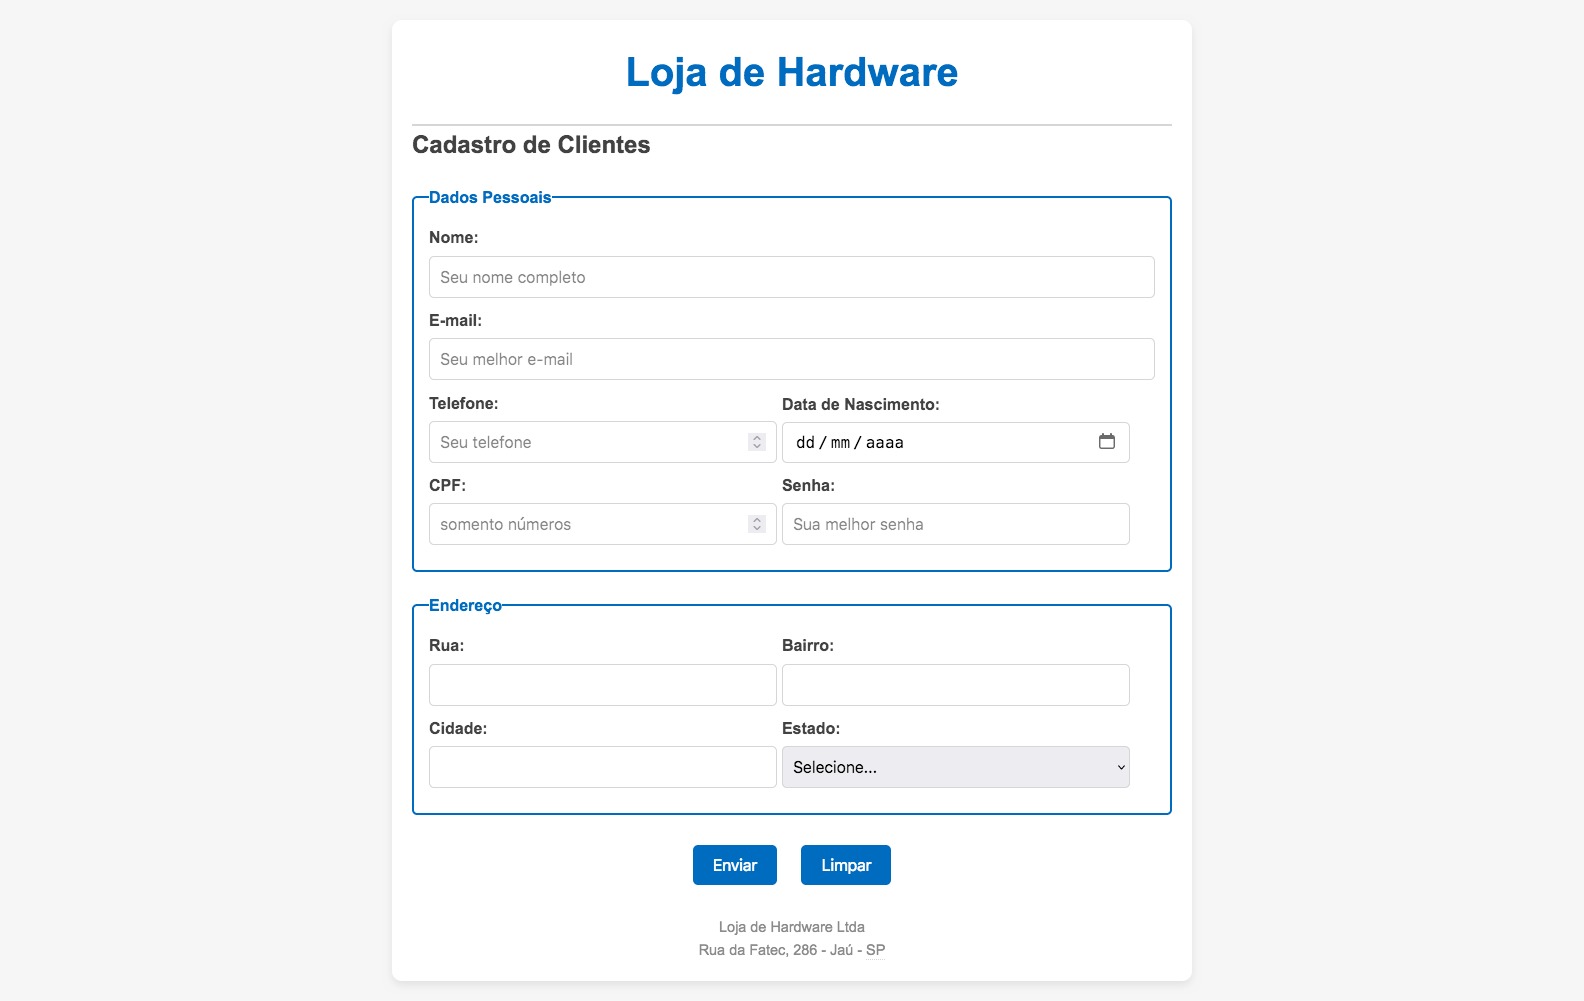 Loja de Hardware
Cadastro de Clientes
Dados Pessoais
Nome:
Seu nome completo
E-mail:
Seu melhor e-mail
Telefone: Data de Nascimento:
Seu telefone dd/mm/aaaa
CPF: Senha:
somento números Sua melhor senha
Endereço
Rua: Bairro:
Cidade: Estado:
Selecione...
Enviar Limpar
Loja de Hardware Ltda
Rua da Fatec, 286 - Jaú - SP